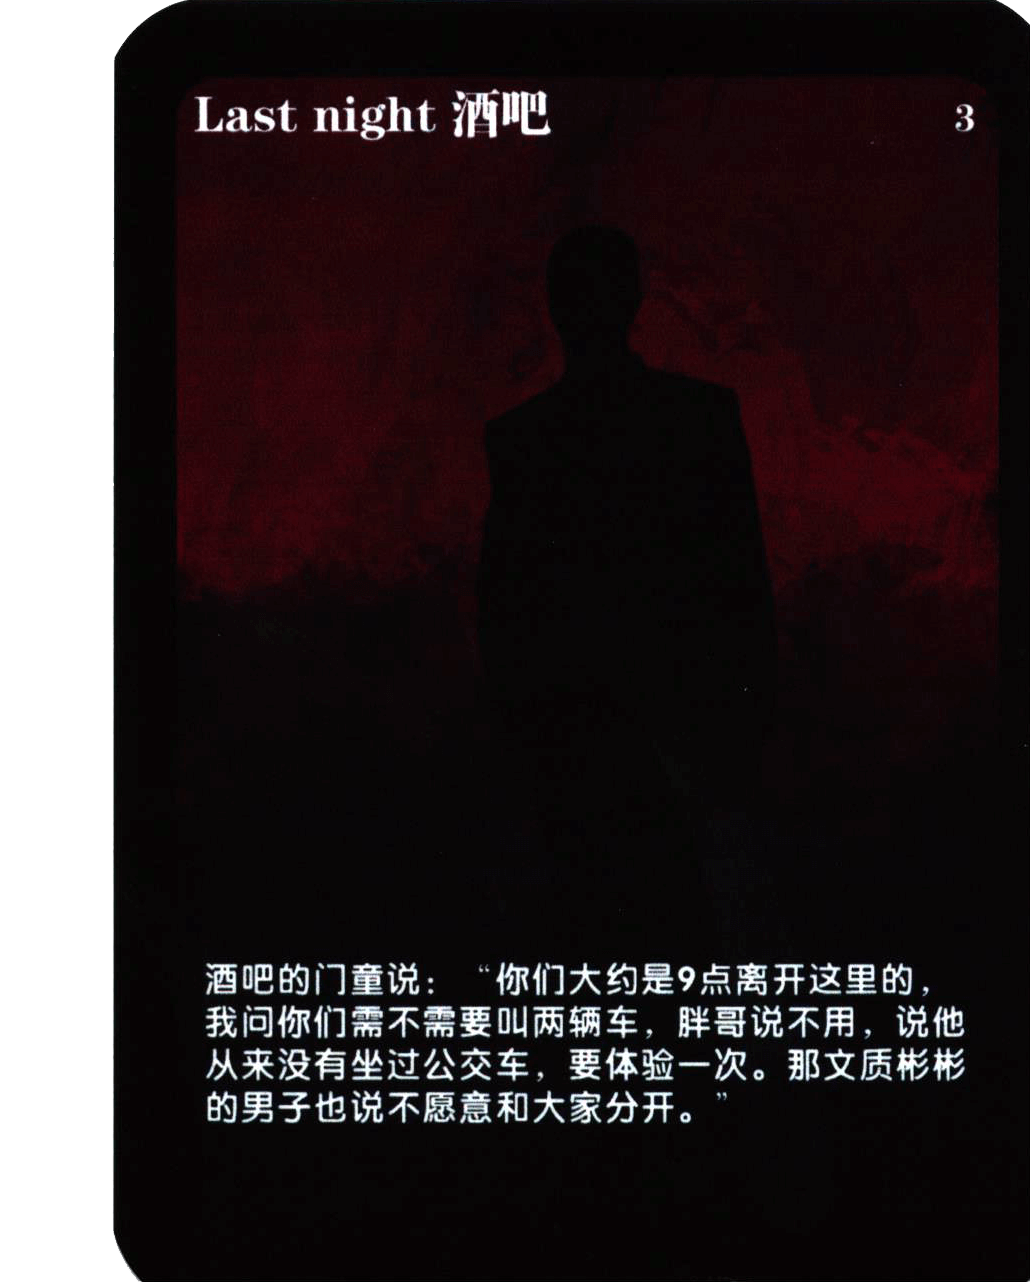 Last night 酒吧
3
酒吧的门童说：“你们大约是9点离开这里的，
我问你们需不需要叫两辆车，胖哥说不用，说他
从来没有坐过公交车，要体验一次。那文质彬彬
的男子也说不愿意和大家分开。”